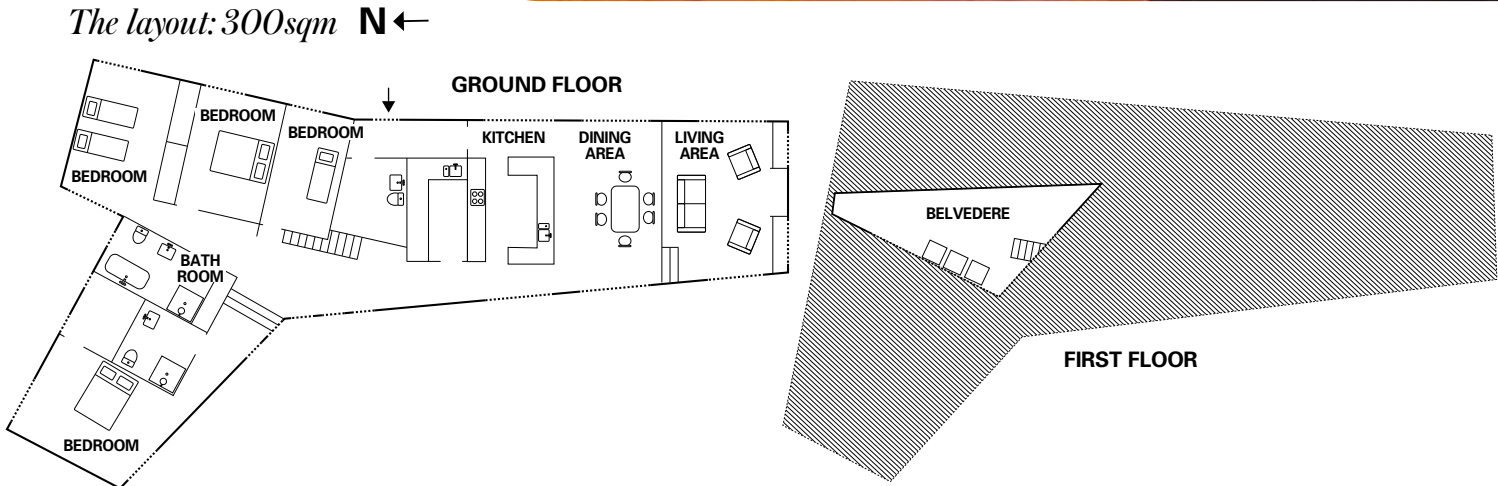 The layout: 300sqm N
GROUND FLOOR
BEDROOM
BEDROOM
BEDROOM
KITCHEN
DINING
AREA
LIVING
AREA
BATH
ROOM
BEDROOM
BELVEDERE
FIRST FLOOR